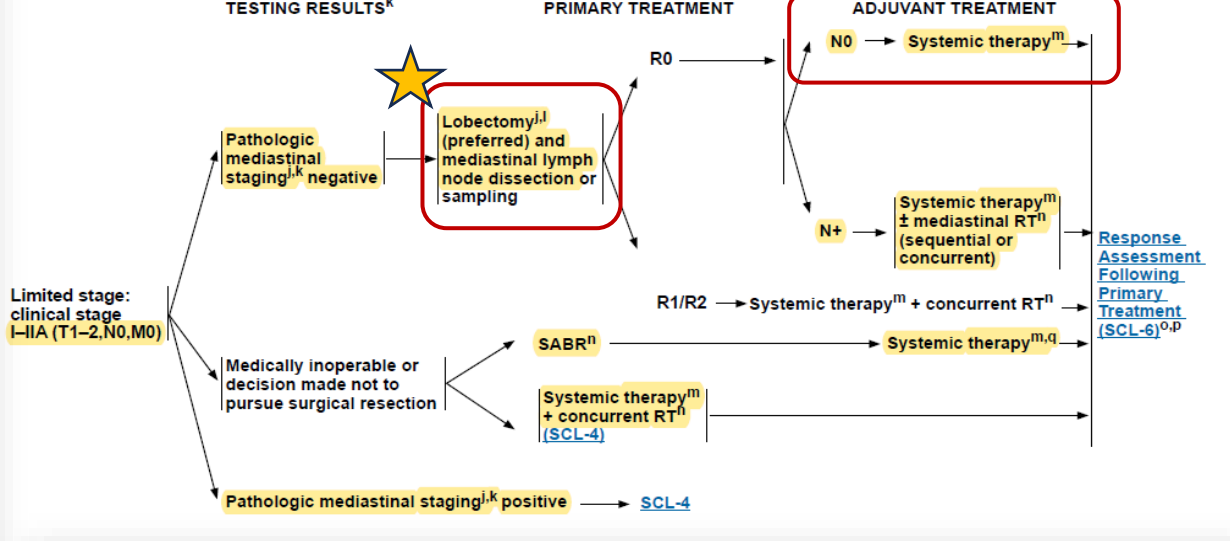 TESTING RESULTSᵏ PRIMARY TREATMENT ADJUVANT TREATMENT
N0 Systemic therapyᵐ
R0
Lobectomyʲ,ˡ
(preferred) and
mediastinal lymph
node dissection or
sampling
Pathologic
mediastinal
stagingʲ,ᵏ negative
N+
Systemic therapyᵐ
± mediastinal RTⁿ
(sequential or
concurrent)
Response
Assessment
Following
Primary
Treatment
(SCL-6)ᵒ,ᵖ
Limited stage:
clinical stage
I–IIA (T1–2,N0,M0)
R1/R2 Systemic therapyᵐ + concurrent RTⁿ
SABRⁿ Systemic therapyᵐ,q
Medically inoperable or
decision made not to
pursue surgical resection
Systemic therapyᵐ
+ concurrent RTⁿ
(SCL-4)
Pathologic mediastinal stagingʲ,ᵏ positive SCL-4